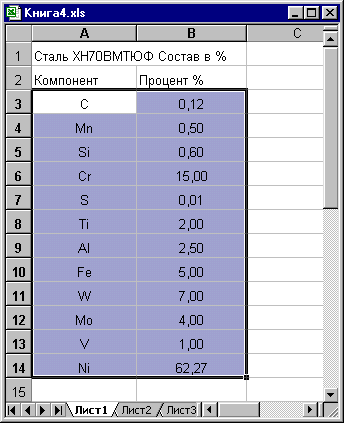 Книга4.xls
A B C
1 Сталь ХН70ВМТЮФ Состав в %
2 Компонент Процент %
3 C 0,12
4 Mn 0,50
5 Si 0,60
6 Cr 15,00
7 S 0,01
8 Ti 2,00
9 Al 2,50
10 Fe 5,00
11 W 7,00
12 Mo 4,00
13 V 1,00
14 Ni 62,27
15
Лист1 Лист2 Лист3